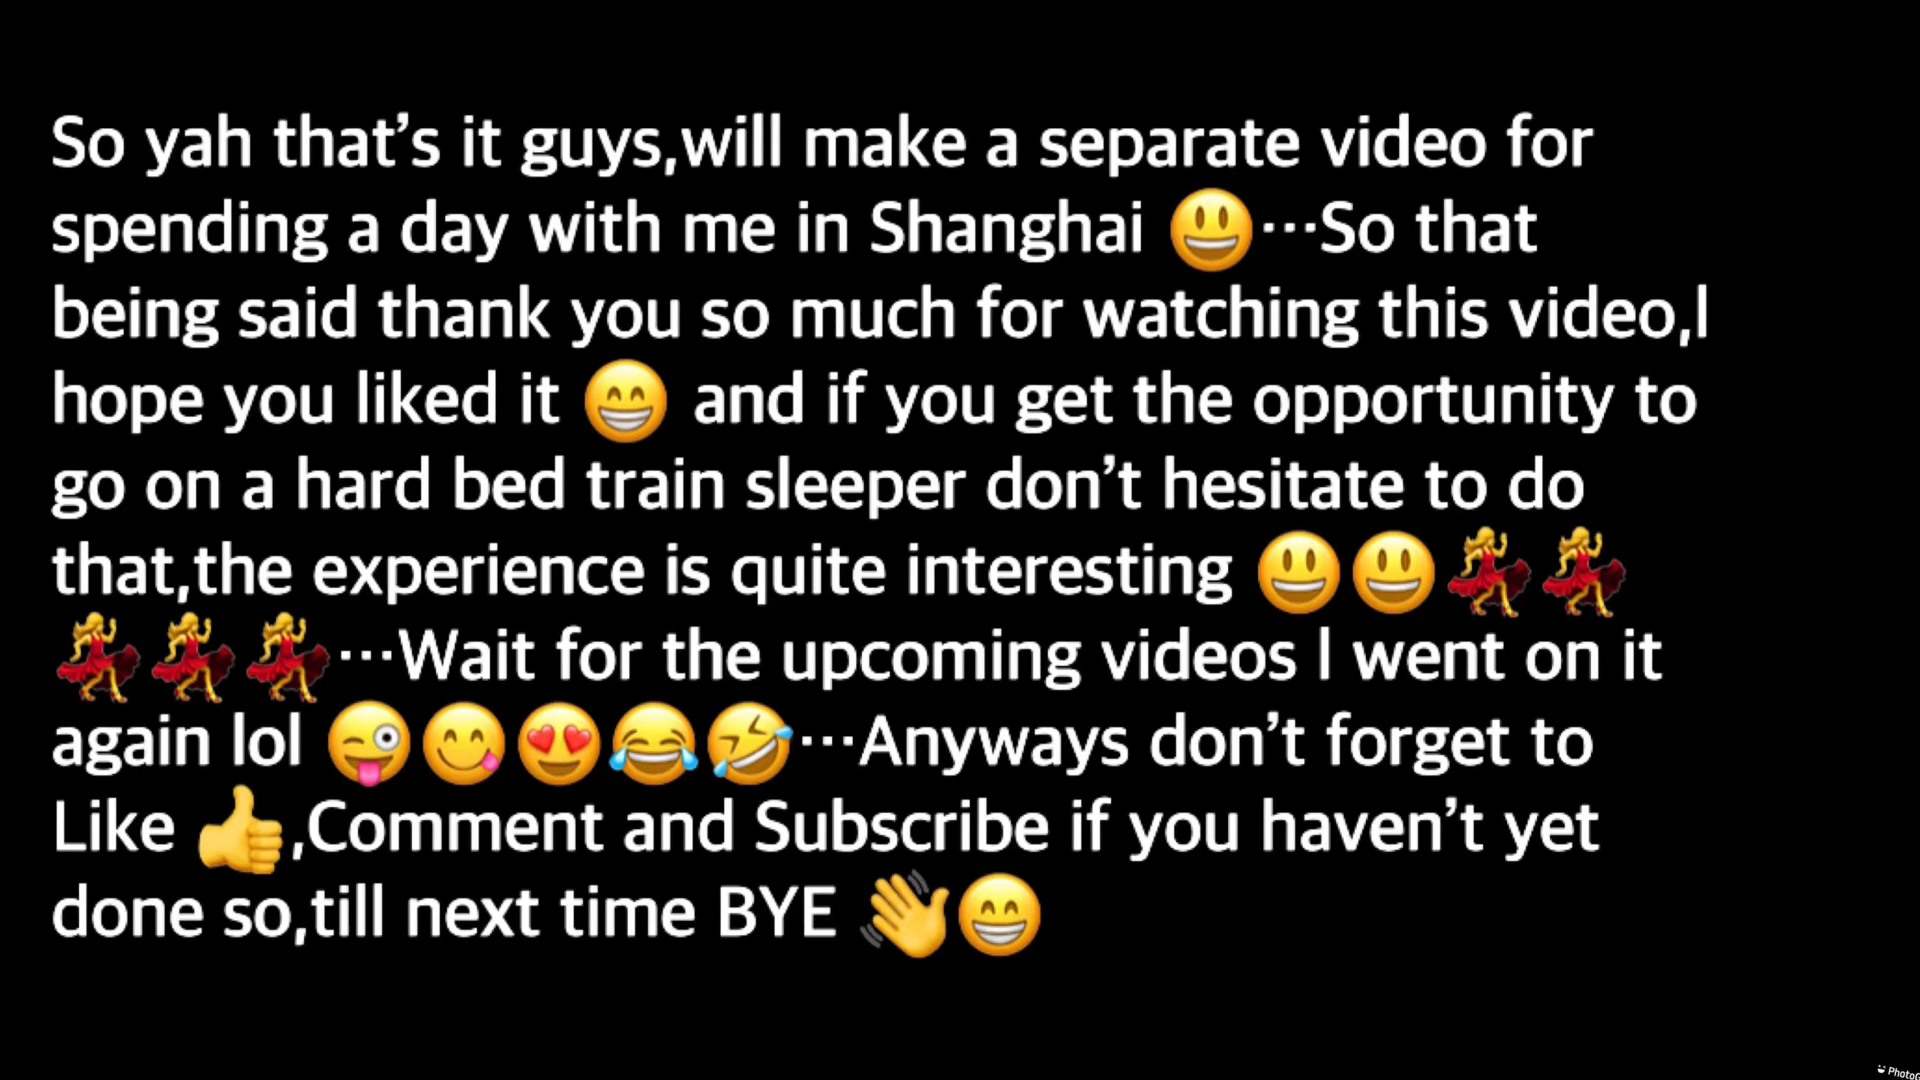 So yah that’s it guys,will make a separate video for
spending a day with me in Shanghai 😃…So that
being said thank you so much for watching this video,I
hope you liked it 😁 and if you get the opportunity to
go on a hard bed train sleeper don’t hesitate to do
that,the experience is quite interesting 😃😃💃💃
💃💃💃…Wait for the upcoming videos I went on it
again lol 😜😋😍😂🤣…Anyways don’t forget to
Like 👍,Comment and Subscribe if you haven’t yet
done so,till next time BYE 👋😁